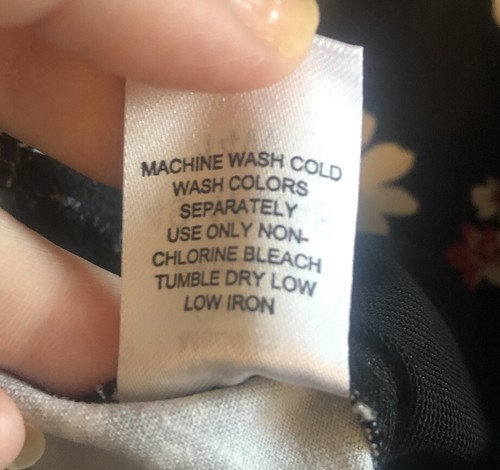 MACHINE WASH COLD
WASH COLORS
SEPARATELY
USE ONLY NON-
CHLORINE BLEACH
TUMBLE DRY LOW
LOW IRON